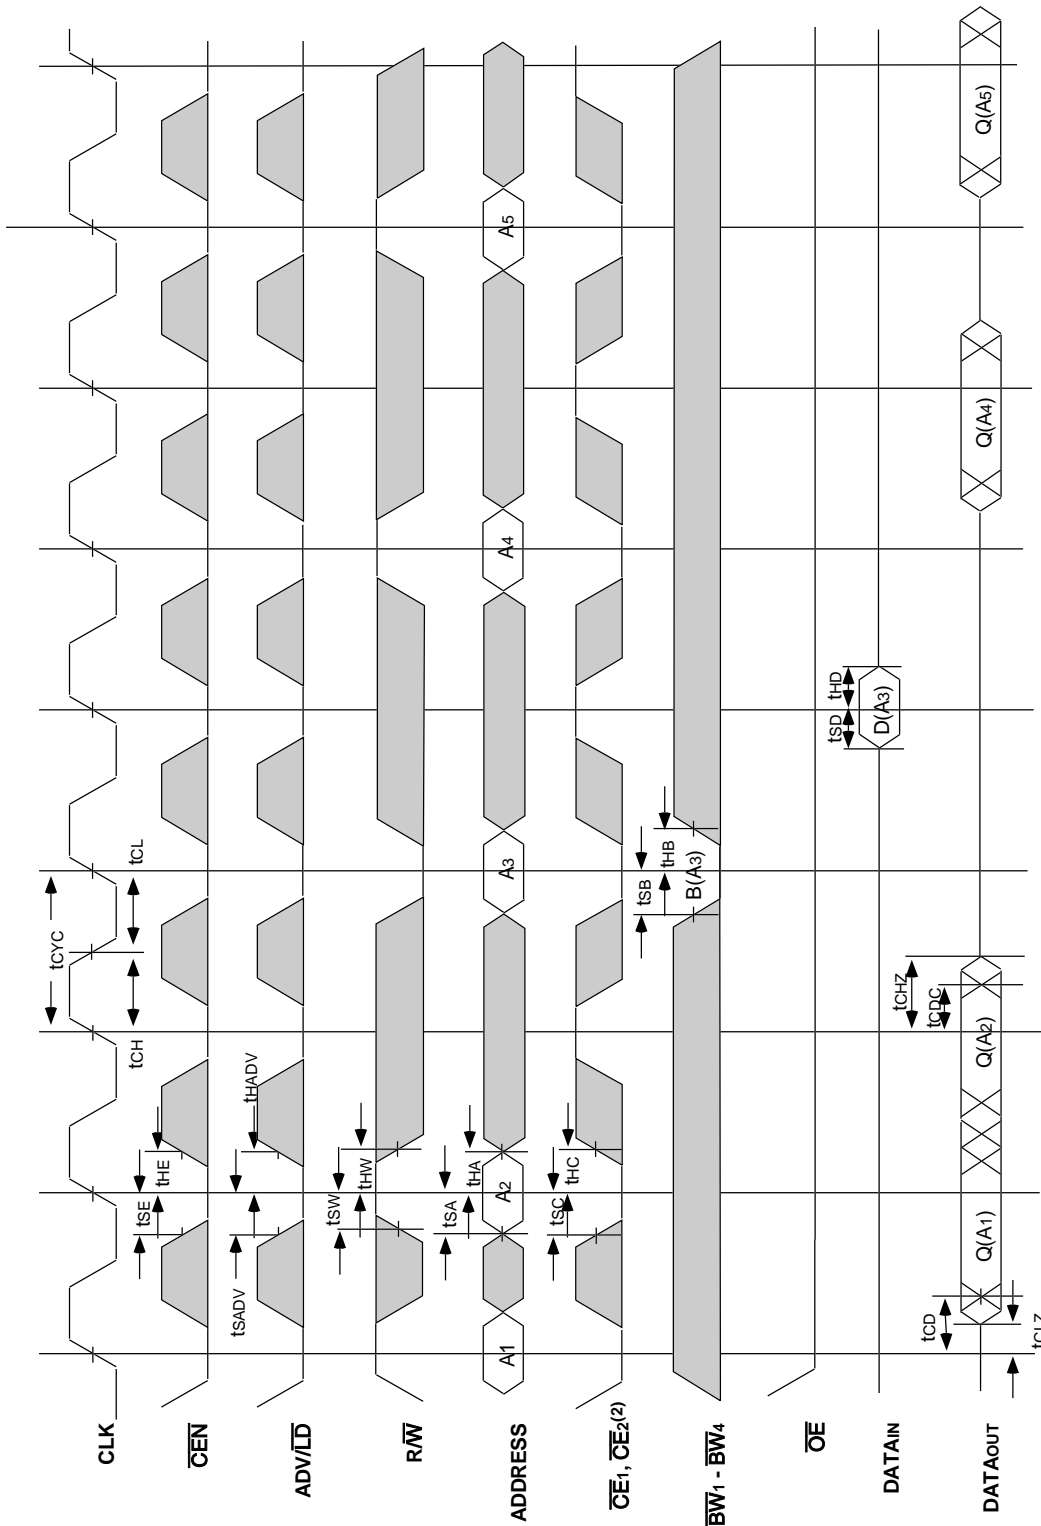 CLK
tCYC
tCH
tCL
CEN
tSE
tHE
ADV/LD
tSADV
tHADV
R/W
tSW
tHW
ADDRESS
A1
A2
A3
A4
A5
tSA
tHA
CE1, CE2(2)
tSC
tHC
BW1 - BW4
tSB
tHB
B(A3)
OE
DATAIN
tSD
tHD
D(A3)
DATAOUT
tCD
tCLZ
Q(A1)
Q(A2)
tCHZ
tCDC
Q(A4)
Q(A5)